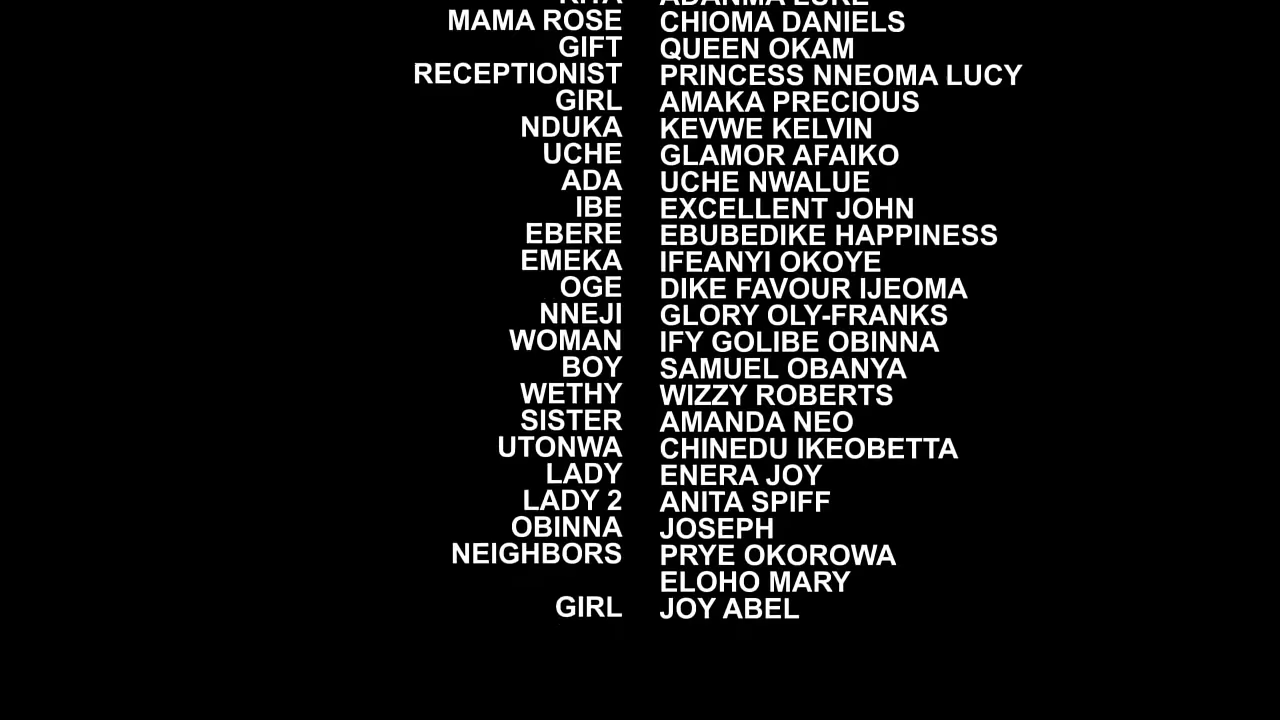 RITA ADANMA LUKE
MAMA ROSE CHIOMA DANIELS
GIFT QUEEN OKAM
RECEPTIONIST PRINCESS NNEOMA LUCY
GIRL AMAKA PRECIOUS
NDUKA KEVWE KELVIN
UCHE GLAMOR AFAIKO
ADA UCHE NWALUE
IBE EXCELLENT JOHN
EBERE EBUBEDIKE HAPPINESS
EMEKA IFEANYI OKOYE
OGE DIKE FAVOUR IJEOMA
NNEJI GLORY OLY-FRANKS
WOMAN IFY GOLIBE OBINNA
BOY SAMUEL OBANYA
WETHY WIZZY ROBERTS
SISTER AMANDA NEO
UTONWA CHINEDU IKEOBETTA
LADY ENERA JOY
LADY 2 ANITA SPIFF
OBINNA JOSEPH
NEIGHBORS PRYE OKOROWA
ELOHO MARY
GIRL JOY ABEL